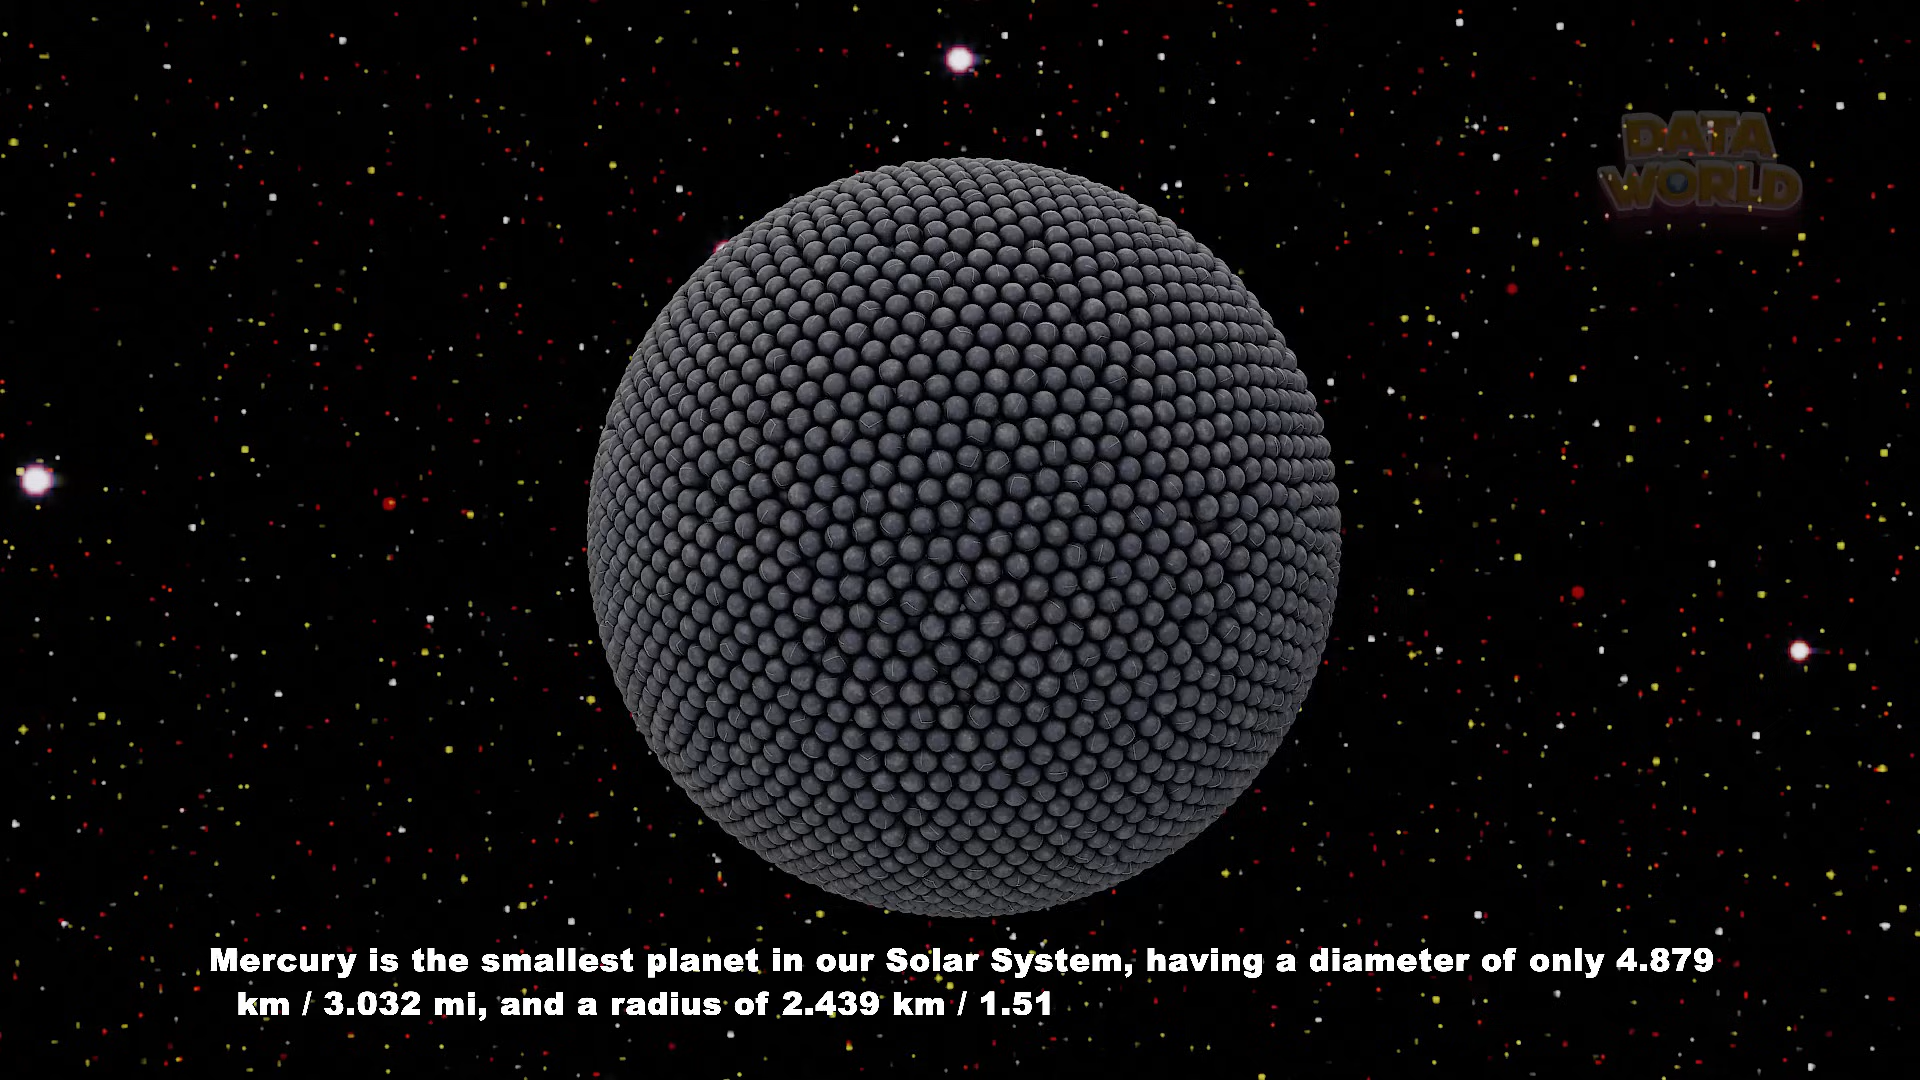 DATA
WORLD
Mercury is the smallest planet in our Solar System, having a diameter of only 4.879
km / 3.032 mi, and a radius of 2.439 km / 1.51